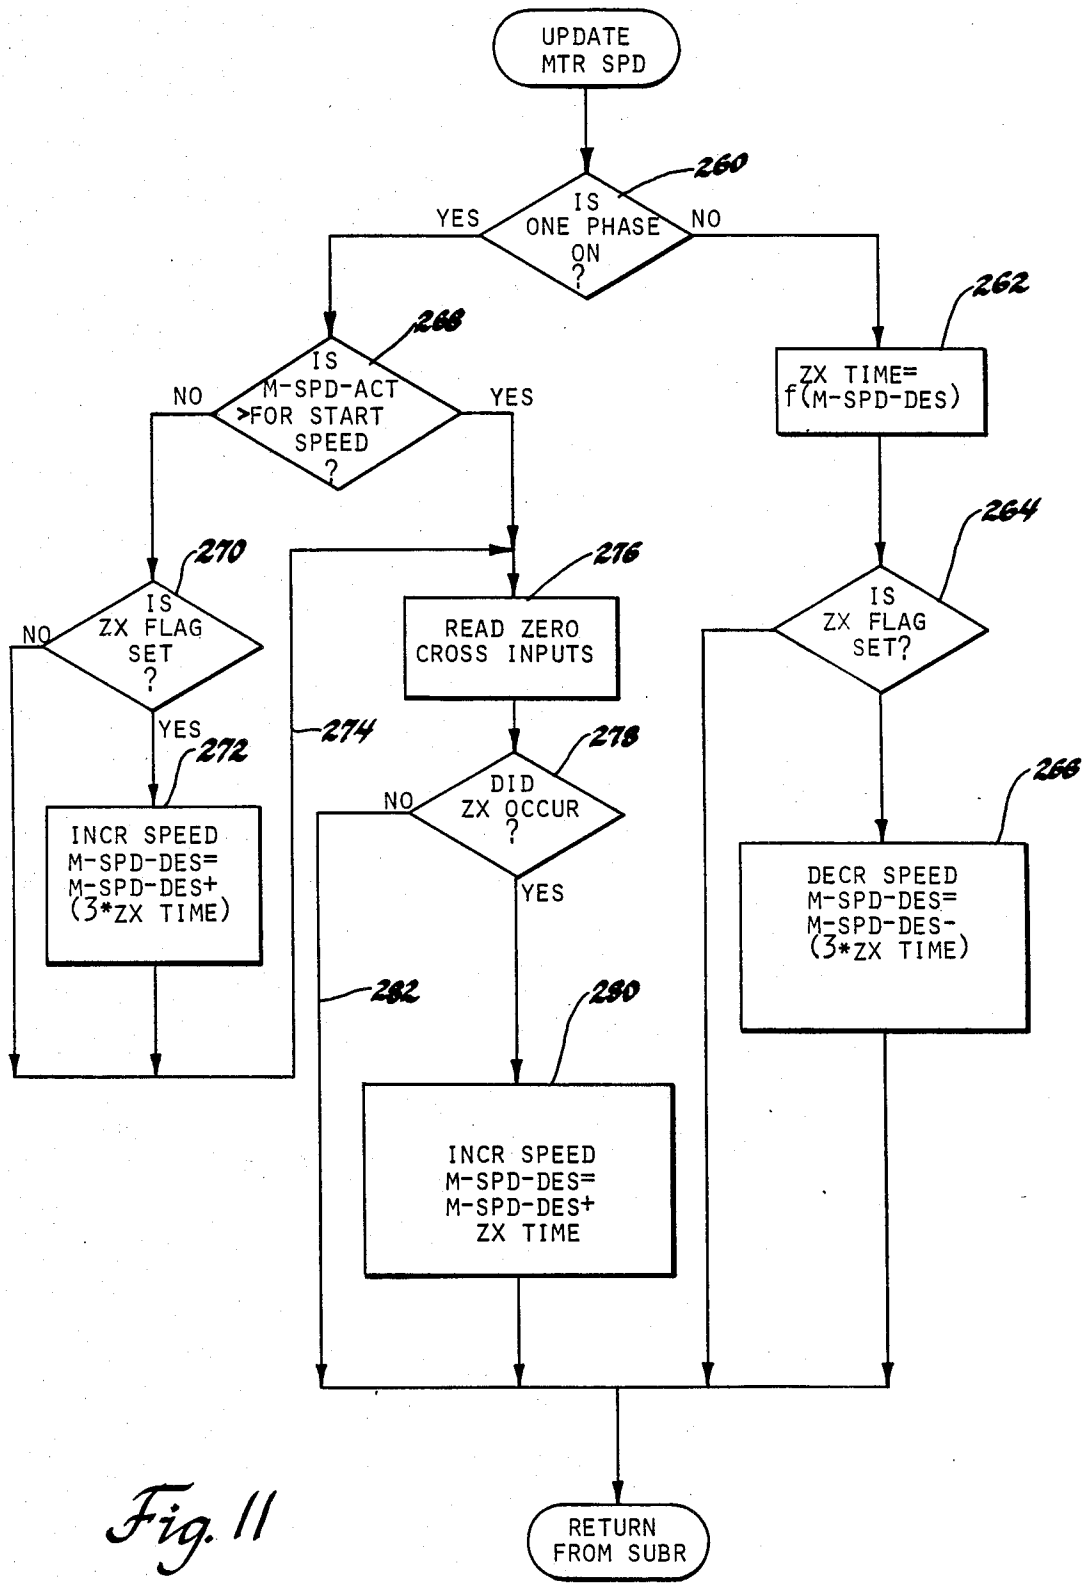 UPDATE
MTR SPD
260
IS
ONE PHASE
ON
?
YES
NO
262
ZX TIME=
f(M-SPD-DES)
268
IS
M-SPD-ACT
>FOR START
SPEED
?
NO
YES
264
IS
ZX FLAG
SET?
270
IS
ZX FLAG
SET
?
NO
YES
276
READ ZERO
CROSS INPUTS
274
272
INCR SPEED
M-SPD-DES=
M-SPD-DES+
(3*ZX TIME)
278
DID
ZX OCCUR
?
NO
YES
266
DECR SPEED
M-SPD-DES=
M-SPD-DES-
(3*ZX TIME)
282
280
INCR SPEED
M-SPD-DES=
M-SPD-DES+
ZX TIME
RETURN
FROM SUBR
Fig. 11